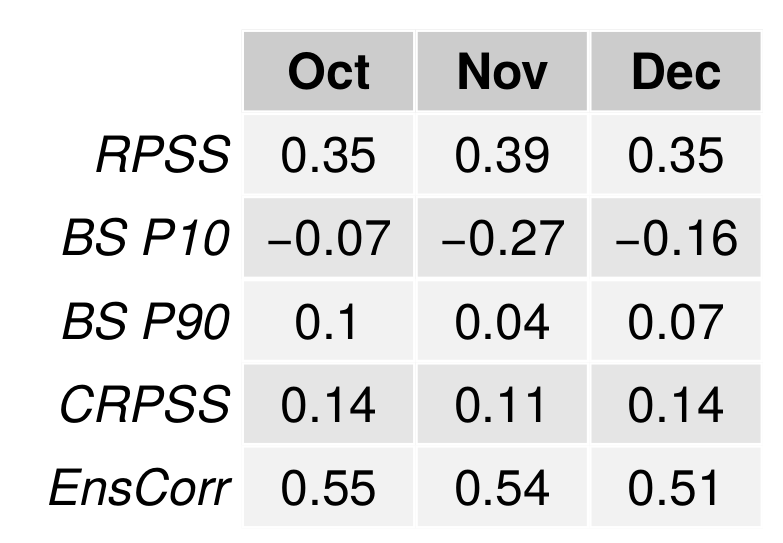 Oct Nov Dec
RPSS 0.35 0.39 0.35
BS P10 −0.07 −0.27 −0.16
BS P90 0.1 0.04 0.07
CRPSS 0.14 0.11 0.14
EnsCorr 0.55 0.54 0.51